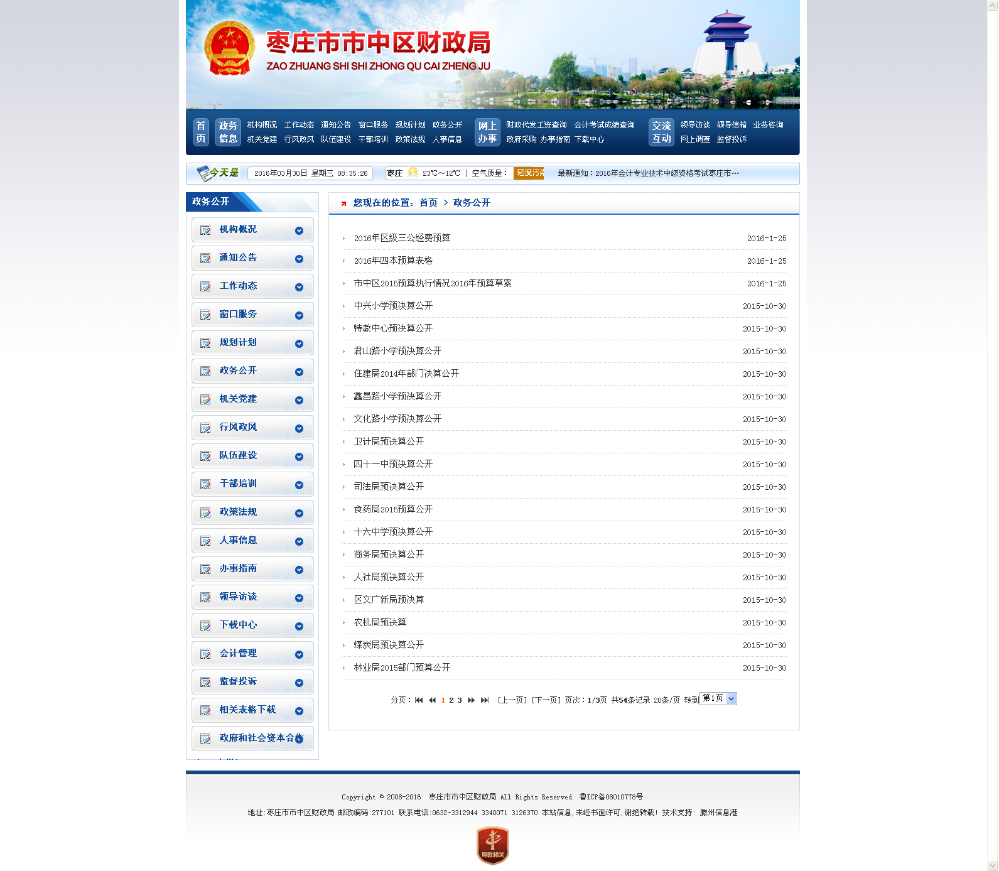 枣庄市市中区财政局
ZAO ZHUANG SHI SHI ZHONG QU CAI ZHENG JU
首页
政务信息
机构概况 工作动态 通知公告 窗口服务 规划计划 政务公开
机关党建 行风政风 队伍建设 干部培训 政策法规 人事信息
网上办事
财政代发工资查询 会计考试成绩查询
政府采购 办事指南 下载中心
交流互动
领导访谈 领导信箱 业务咨询
网上调查 监督投诉
今天是
2016年03月30日 星期三 08:35:26
枣庄 23℃～12℃ | 空气质量： 轻度污染
最新通知：2016年会计专业技术中级资格考试枣庄市…
政务公开
机构概况
通知公告
工作动态
窗口服务
规划计划
政务公开
机关党建
行风政风
队伍建设
干部培训
政策法规
人事信息
办事指南
领导访谈
下载中心
会计管理
监督投诉
相关表格下载
政府和社会资本合作
您现在的位置：首页 > 政务公开
2016年区级三公经费预算 2016-1-25
2016年四本预算表格 2016-1-25
市中区2015预算执行情况2016年预算草案 2016-1-25
中兴小学预决算公开 2015-10-30
特教中心预决算公开 2015-10-30
君山路小学预决算公开 2015-10-30
住建局2014年部门决算公开 2015-10-30
鑫昌路小学预决算公开 2015-10-30
文化路小学预决算公开 2015-10-30
卫计局预决算公开 2015-10-30
四十一中预决算公开 2015-10-30
司法局预决算公开 2015-10-30
食药局2015预算公开 2015-10-30
十六中学预决算公开 2015-10-30
商务局预决算公开 2015-10-30
人社局预决算公开 2015-10-30
区文广新局预决算 2015-10-30
农机局预决算 2015-10-30
煤炭局预决算公开 2015-10-30
林业局2015部门预算公开 2015-10-30
分页： 1 2 3 [上一页] [下一页] 页次：1/3页 共54条记录 20条/页 转到 第1页
Copyright © 2008-2016 枣庄市市中区财政局 All Rights Reserved. 鲁ICP备08010778号
地址:枣庄市市中区财政局 邮政编码:277101 联系电话:0632-3312944 3340071 3126370 本站信息,未经书面许可,谢绝转载! 技术支持: 滕州信息港
党政机关